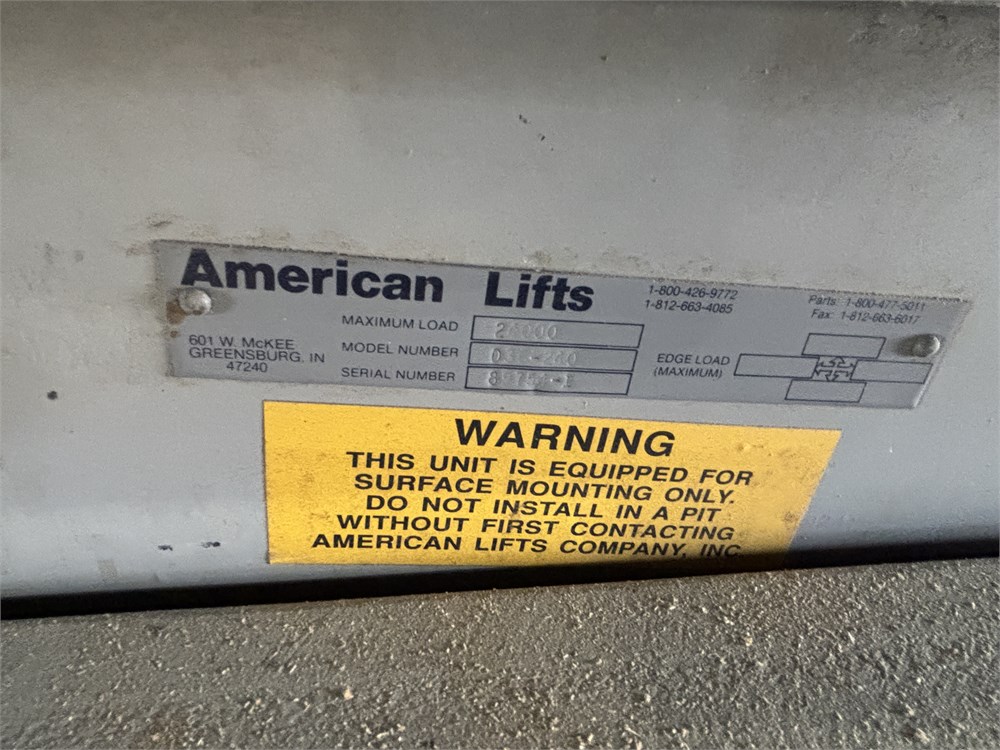 American Lifts
1-800-426-9772
1-812-663-4085
Parts: 1-800-477-5011
Fax: 1-812-663-6017
601 W. McKEE
GREENSBURG, IN
47240
MAXIMUM LOAD
MODEL NUMBER
SERIAL NUMBER
EDGE LOAD
(MAXIMUM)
WARNING
THIS UNIT IS EQUIPPED FOR
SURFACE MOUNTING ONLY.
DO NOT INSTALL IN A PIT
WITHOUT FIRST CONTACTING
AMERICAN LIFTS COMPANY, INC.